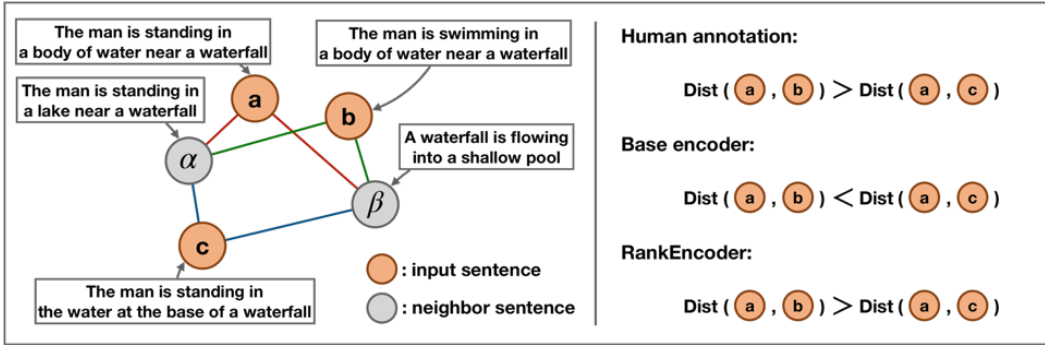 The man is standing in
a body of water near a waterfall
The man is swimming in
a body of water near a waterfall
The man is standing in
a lake near a waterfall
a
b
A waterfall is flowing
into a shallow pool
α
β
c
The man is standing in
the water at the base of a waterfall
: input sentence
: neighbor sentence
Human annotation:
Dist ( a , b ) > Dist ( a , c )
Base encoder:
Dist ( a , b ) < Dist ( a , c )
RankEncoder:
Dist ( a , b ) > Dist ( a , c )